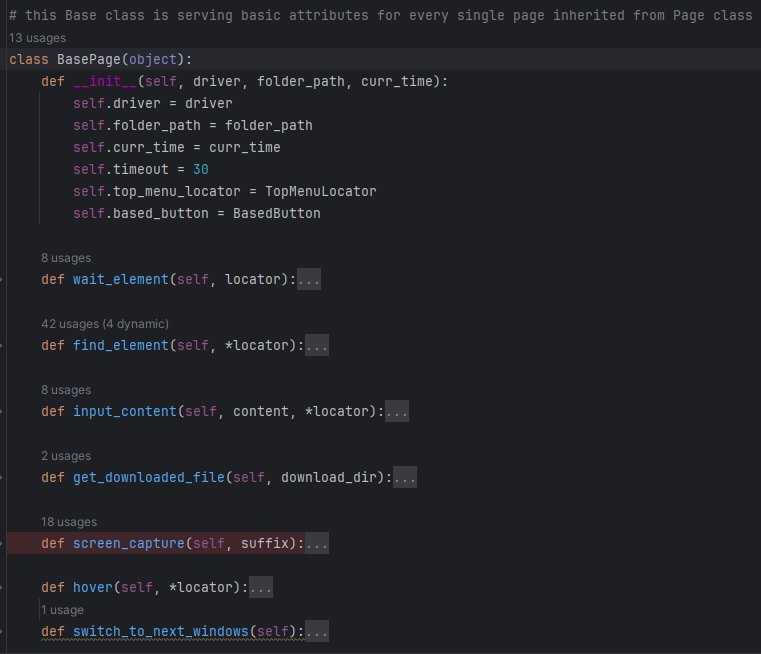 # this Base class is serving basic attributes for every single page inherited from Page class
13 usages
class BasePage(object):
def __init__(self, driver, folder_path, curr_time):
self.driver = driver
self.folder_path = folder_path
self.curr_time = curr_time
self.timeout = 30
self.top_menu_locator = TopMenuLocator
self.based_button = BasedButton
8 usages
def wait_element(self, locator):...
42 usages (4 dynamic)
def find_element(self, *locator):...
8 usages
def input_content(self, content, *locator):...
2 usages
def get_downloaded_file(self, download_dir):...
18 usages
def screen_capture(self, suffix):...
def hover(self, *locator):...
1 usage
def switch_to_next_windows(self):...